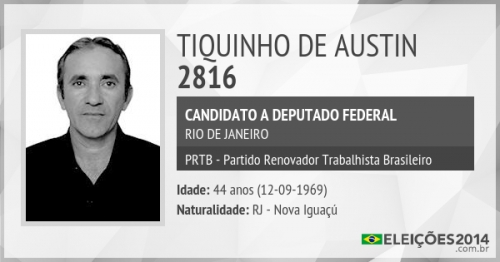 TIQUINHO DE AUSTIN
2816
CANDIDATO A DEPUTADO FEDERAL
RIO DE JANEIRO
PRTB - Partido Renovador Trabalhista Brasileiro
Idade: 44 anos (12-09-1969)
Naturalidade: RJ - Nova Iguaçú
ELEIÇÕES2014
.com.br